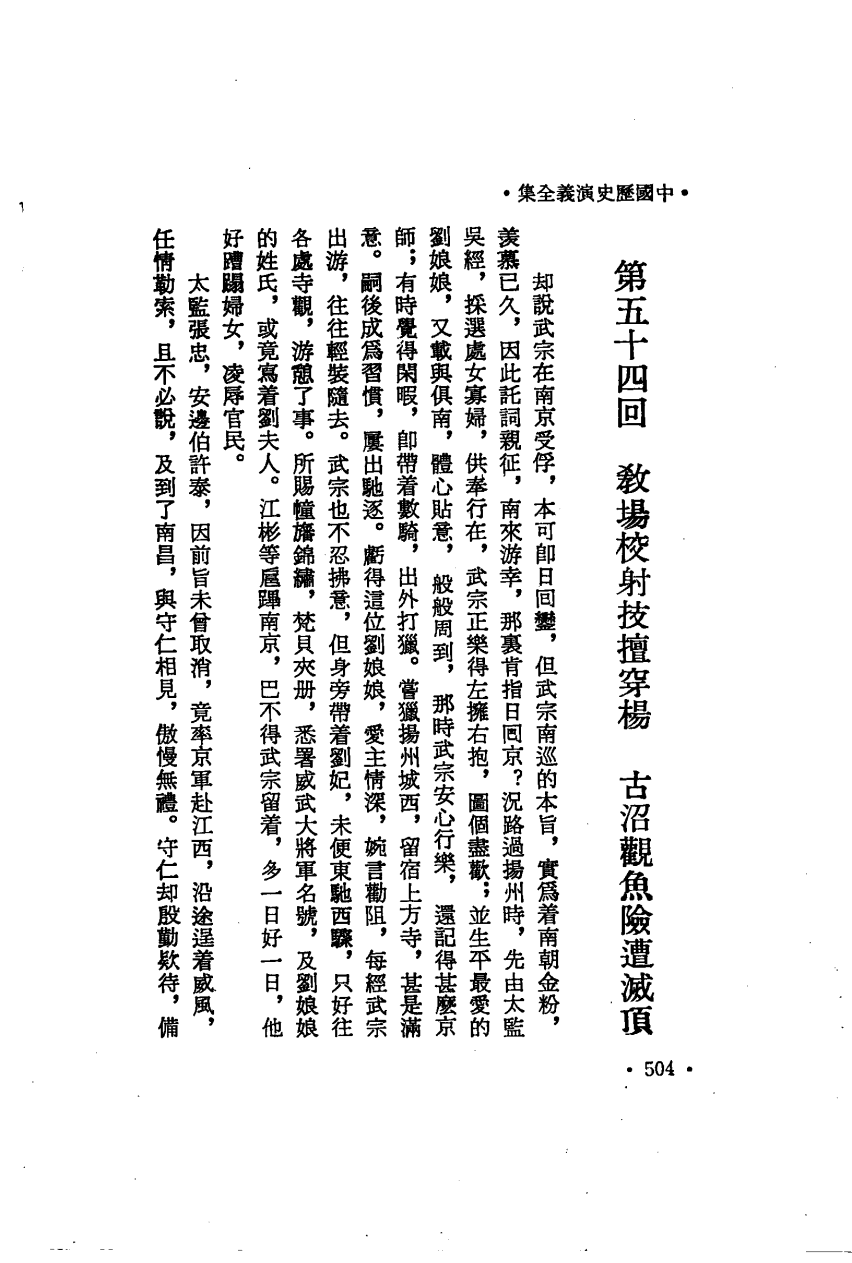 •中國歷史演義全集•
第五十四回　教場校射技擅穿楊　古沼觀魚險遭滅頂
却說武宗在南京受俘，本可卽日回鑾，但武宗南巡的本旨，實爲着南朝金粉，
羨慕已久，因此託詞親征，南來游幸，那裏肯指日回京？況路過揚州時，先由太監
吳經，採選處女寡婦，供奉行在，武宗正樂得左擁右抱，圖個盡歡；並生平最愛的
劉娘娘，又載與俱南，體心貼意，般般周到，那時武宗安心行樂，還記得甚麼京
師；有時覺得閑暇，卽帶着數騎，出外打獵。嘗獵揚州城西，留宿上方寺，甚是滿
意。嗣後成爲習慣，屢出馳逐。虧得這位劉娘娘，愛主情深，婉言勸阻，每經武宗
出游，往往輕裝隨去。武宗也不忍拂意，但身旁帶着劉妃，未便東馳西驟，只好往
各處寺觀，游憩了事。所賜幢旛錦繡，梵貝夾册，悉署威武大將軍名號，及劉娘娘
的姓氏，或竟寫着劉夫人。江彬等扈蹕南京，巴不得武宗留着，多一日好一日，他
好蹧蹋婦女，凌辱官民。
太監張忠，安邊伯許泰，因前旨未曾取消，竟率京軍赴江西，沿途逞着威風，
任情勒索，且不必說，及到了南昌，與守仁相見，傲慢無禮。守仁却殷勤欵待，備
•504•